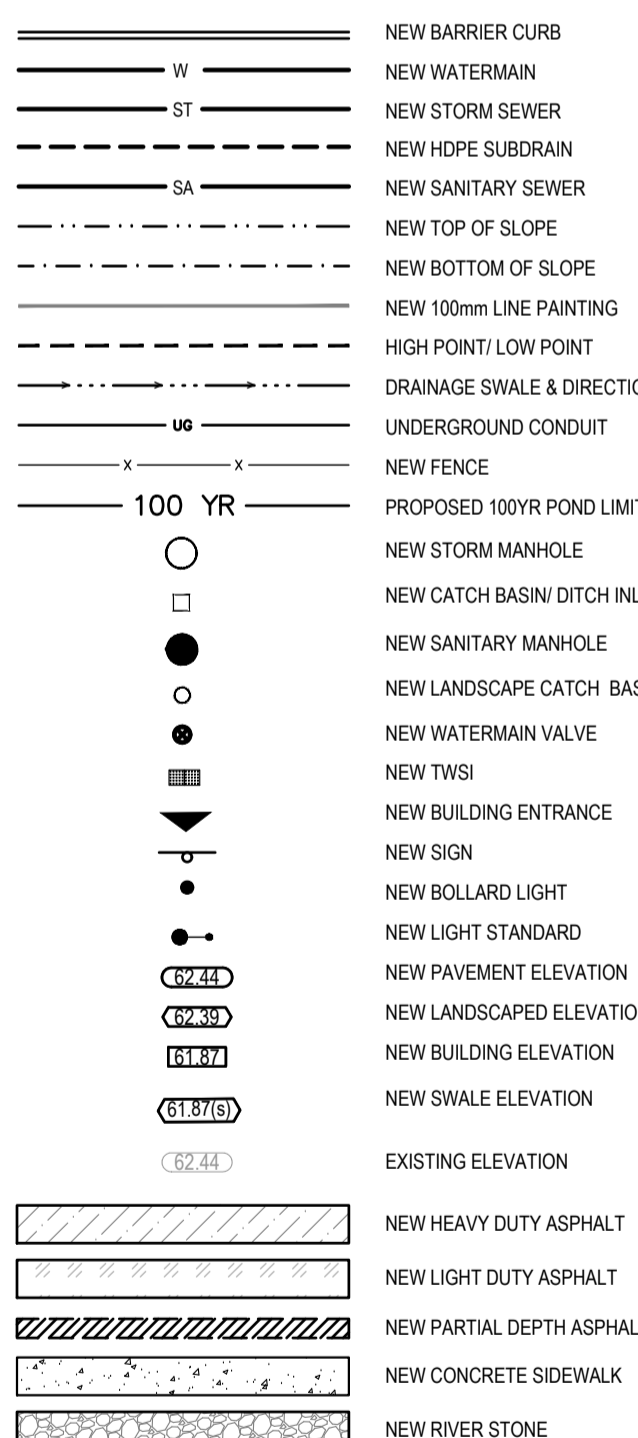 NEW BARRIER CURB
W NEW WATERMAIN
ST NEW STORM SEWER
NEW HDPE SUBDRAIN
SA NEW SANITARY SEWER
NEW TOP OF SLOPE
NEW BOTTOM OF SLOPE
NEW 100mm LINE PAINTING
HIGH POINT/ LOW POINT
DRAINAGE SWALE & DIRECTIO
UG UNDERGROUND CONDUIT
X X NEW FENCE
100 YR PROPOSED 100YR POND LIMIT
NEW STORM MANHOLE
NEW CATCH BASIN/ DITCH INL
NEW SANITARY MANHOLE
NEW LANDSCAPE CATCH BAS
NEW WATERMAIN VALVE
NEW TWSI
NEW BUILDING ENTRANCE
NEW SIGN
NEW BOLLARD LIGHT
NEW LIGHT STANDARD
62.44 NEW PAVEMENT ELEVATION
62.39 NEW LANDSCAPED ELEVATIO
61.87 NEW BUILDING ELEVATION
61.87(s) NEW SWALE ELEVATION
62.44 EXISTING ELEVATION
NEW HEAVY DUTY ASPHALT
NEW LIGHT DUTY ASPHALT
NEW PARTIAL DEPTH ASPHAL
NEW CONCRETE SIDEWALK
NEW RIVER STONE